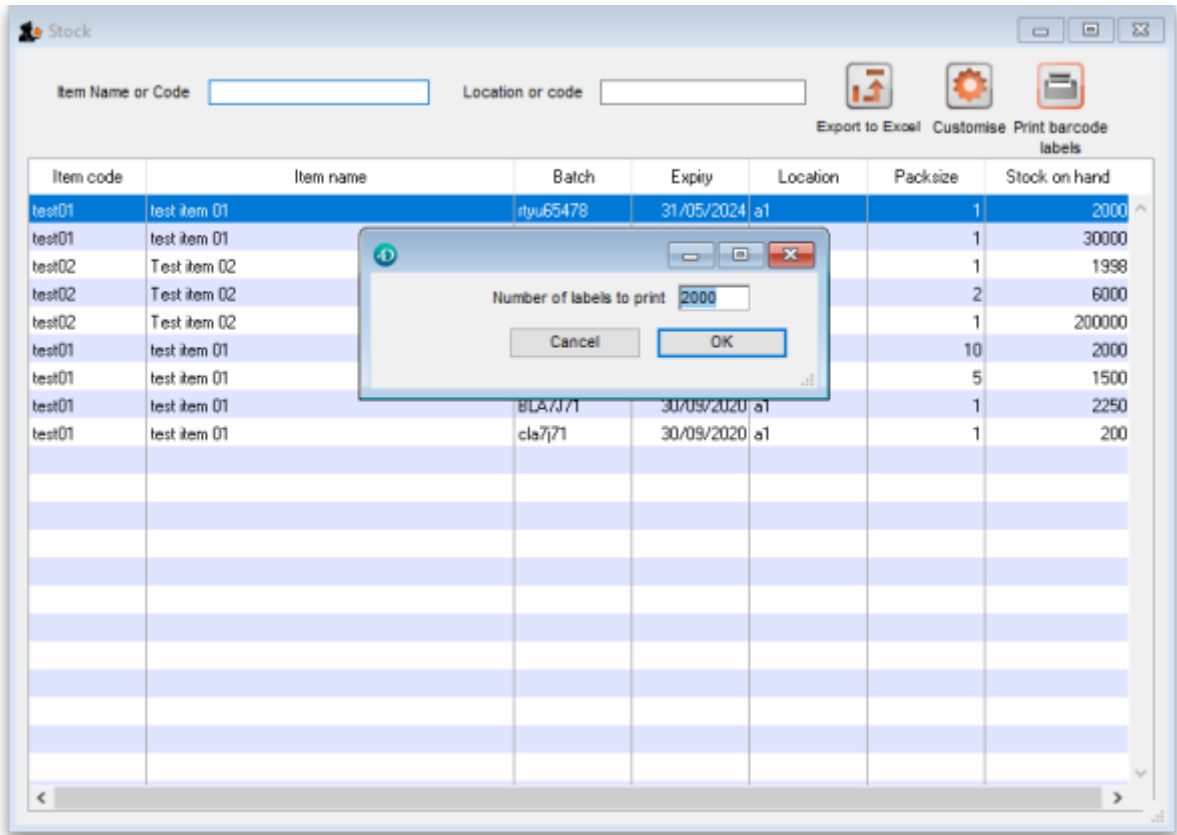 Stock
Item Name or Code
Location or code
Export to Excel Customise Print barcode labels
Item code Item name Batch Expiry Location Packsize Stock on hand
test01 test item 01 rtyu65478 31/05/2024 a1 1 2000
test01 test item 01 1 30000
test02 Test item 02 1 1998
test02 Test item 02 2 6000
test02 Test item 02 1 200000
test01 test item 01 10 2000
test01 test item 01 5 1500
test01 test item 01 BLA7J71 30/09/2020 a1 1 2250
test01 test item 01 cla7j71 30/09/2020 a1 1 200
Number of labels to print 2000
Cancel OK